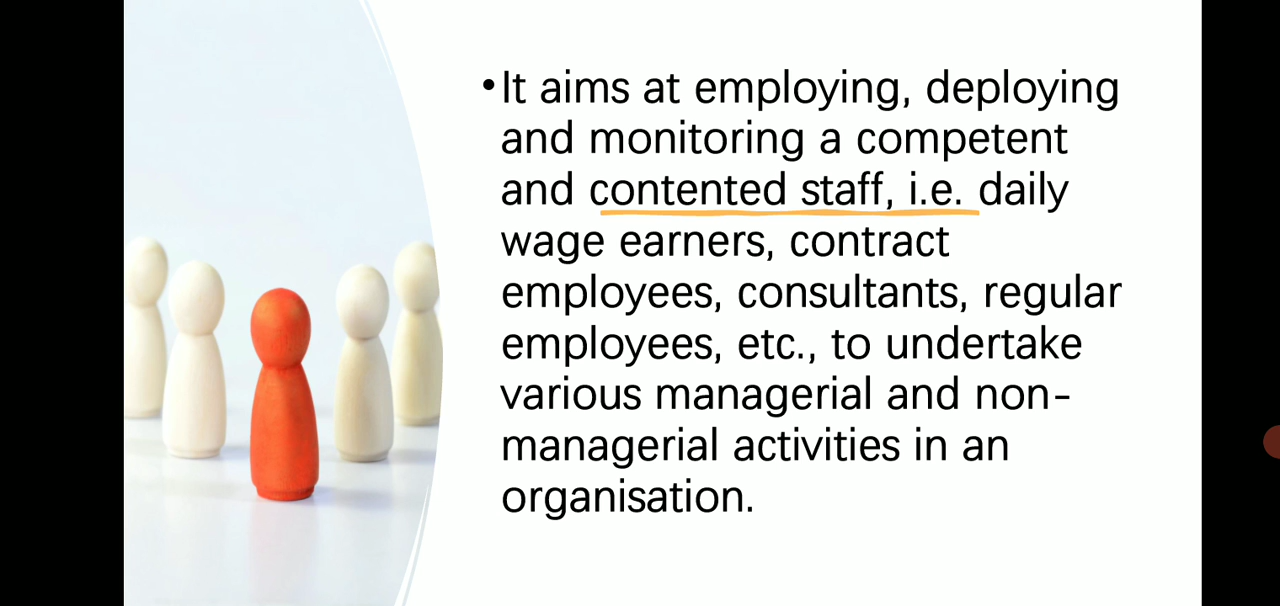 •It aims at employing, deploying
and monitoring a competent
and contented staff, i.e. daily
wage earners, contract
employees, consultants, regular
employees, etc., to undertake
various managerial and non-
managerial activities in an
organisation.